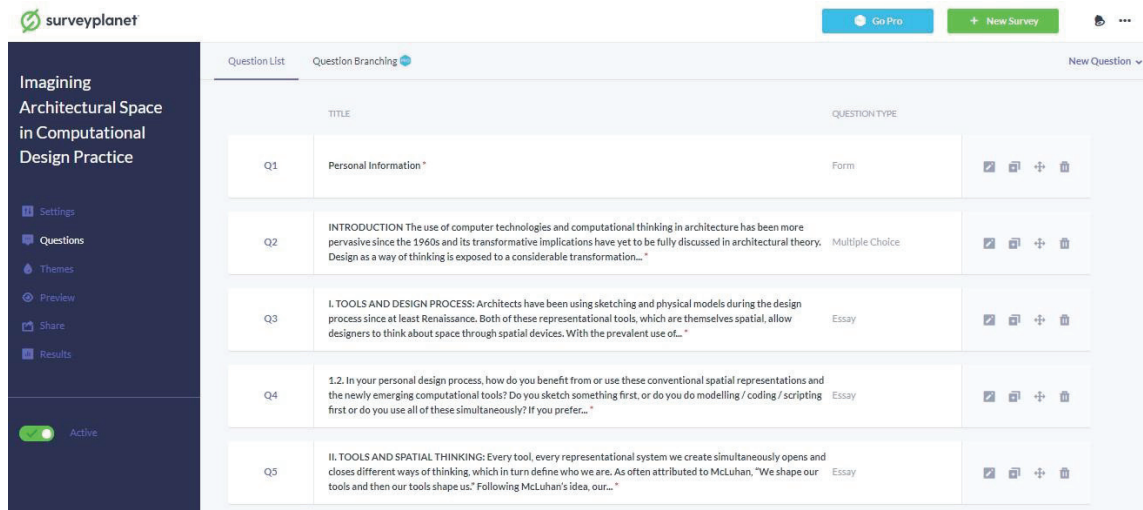 surveyplanet
Go Pro
+ New Survey
Imagining
Architectural Space
in Computational
Design Practice
Settings
Questions
Themes
Preview
Share
Results
Active
Question List
Question Branching
New Question
TITLE
QUESTION TYPE
Q1
Personal Information *
Form
Q2
INTRODUCTION The use of computer technologies and computational thinking in architecture has been more
pervasive since the 1960s and its transformative implications have yet to be fully discussed in architectural theory.
Design as a way of thinking is exposed to a considerable transformation... *
Multiple Choice
Q3
I. TOOLS AND DESIGN PROCESS: Architects have been using sketching and physical models during the design
process since at least Renaissance. Both of these representational tools, which are themselves spatial, allow
designers to think about space through spatial devices. With the prevalent use of... *
Essay
Q4
1.2. In your personal design process, how do you benefit from or use these conventional spatial representations and
the newly emerging computational tools? Do you sketch something first, or do you do modelling / coding / scripting
first or do you use all of these simultaneously? If you prefer... *
Essay
Q5
II. TOOLS AND SPATIAL THINKING: Every tool, every representational system we create simultaneously opens and
closes different ways of thinking, which in turn define who we are. As often attributed to McLuhan, "We shape our
tools and then our tools shape us." Following McLuhan's idea, our... *
Essay